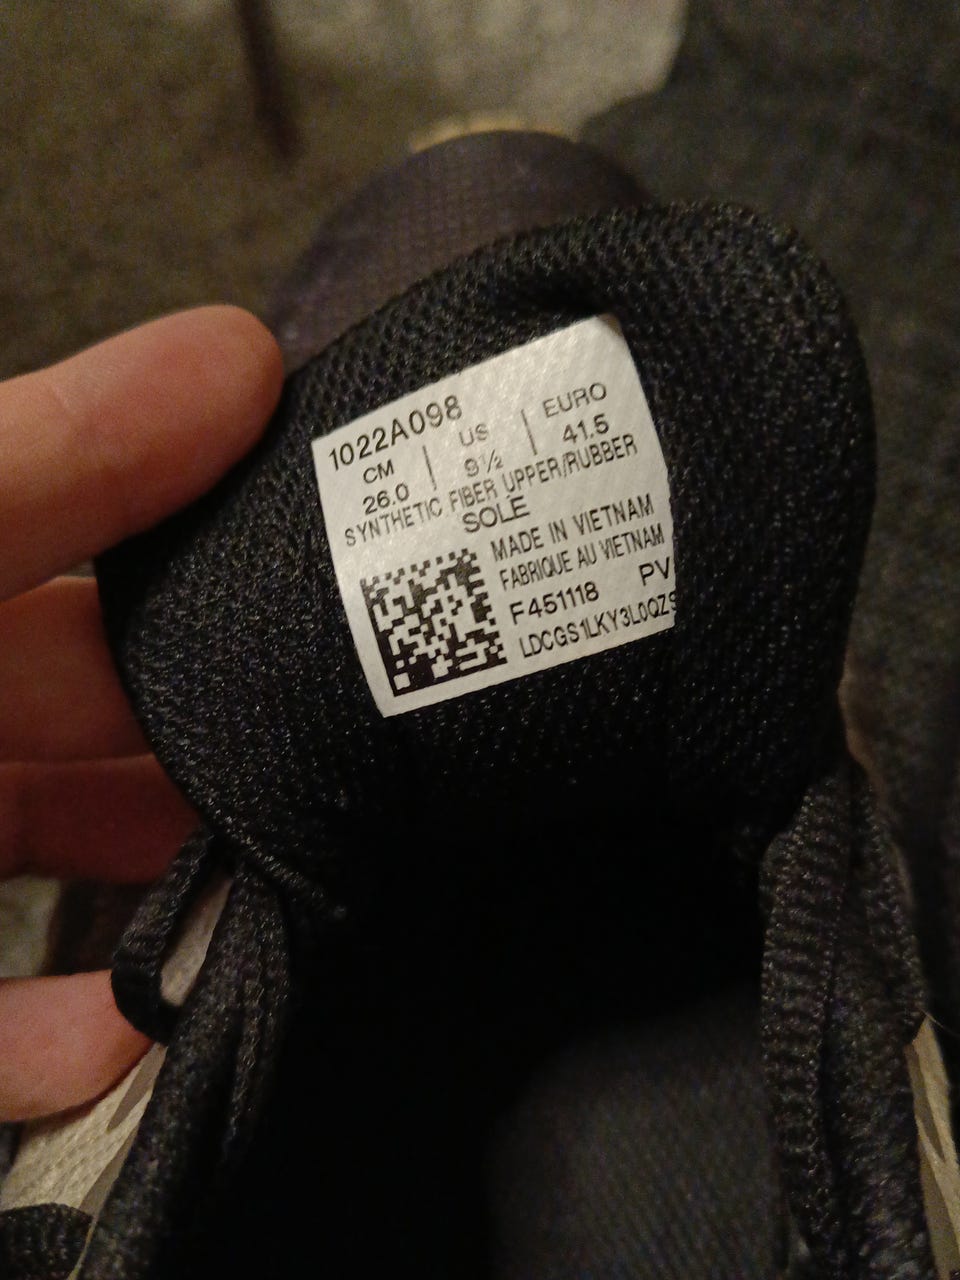 1022A098
CM | US | EURO
26.0 9½ 41.5
SYNTHETIC FIBER UPPER/RUBBER
SOLE
MADE IN VIETNAM
FABRIQUE AU VIETNAM
F451118 PV
LDCGS1LKY3L0QZS